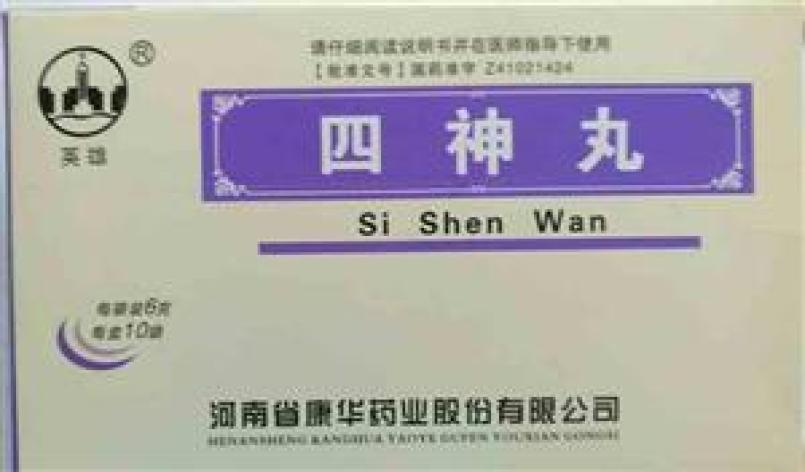 请仔细阅读说明书并在医师指导下使用
【批准文号】国药准字 Z41021424
®
英雄
四神丸
Si Shen Wan
每袋装6克
每盒10袋
河南省康华药业股份有限公司
HENANSHENG KANGHUA YAOYE GUFEN YOUXIAN GONGSI